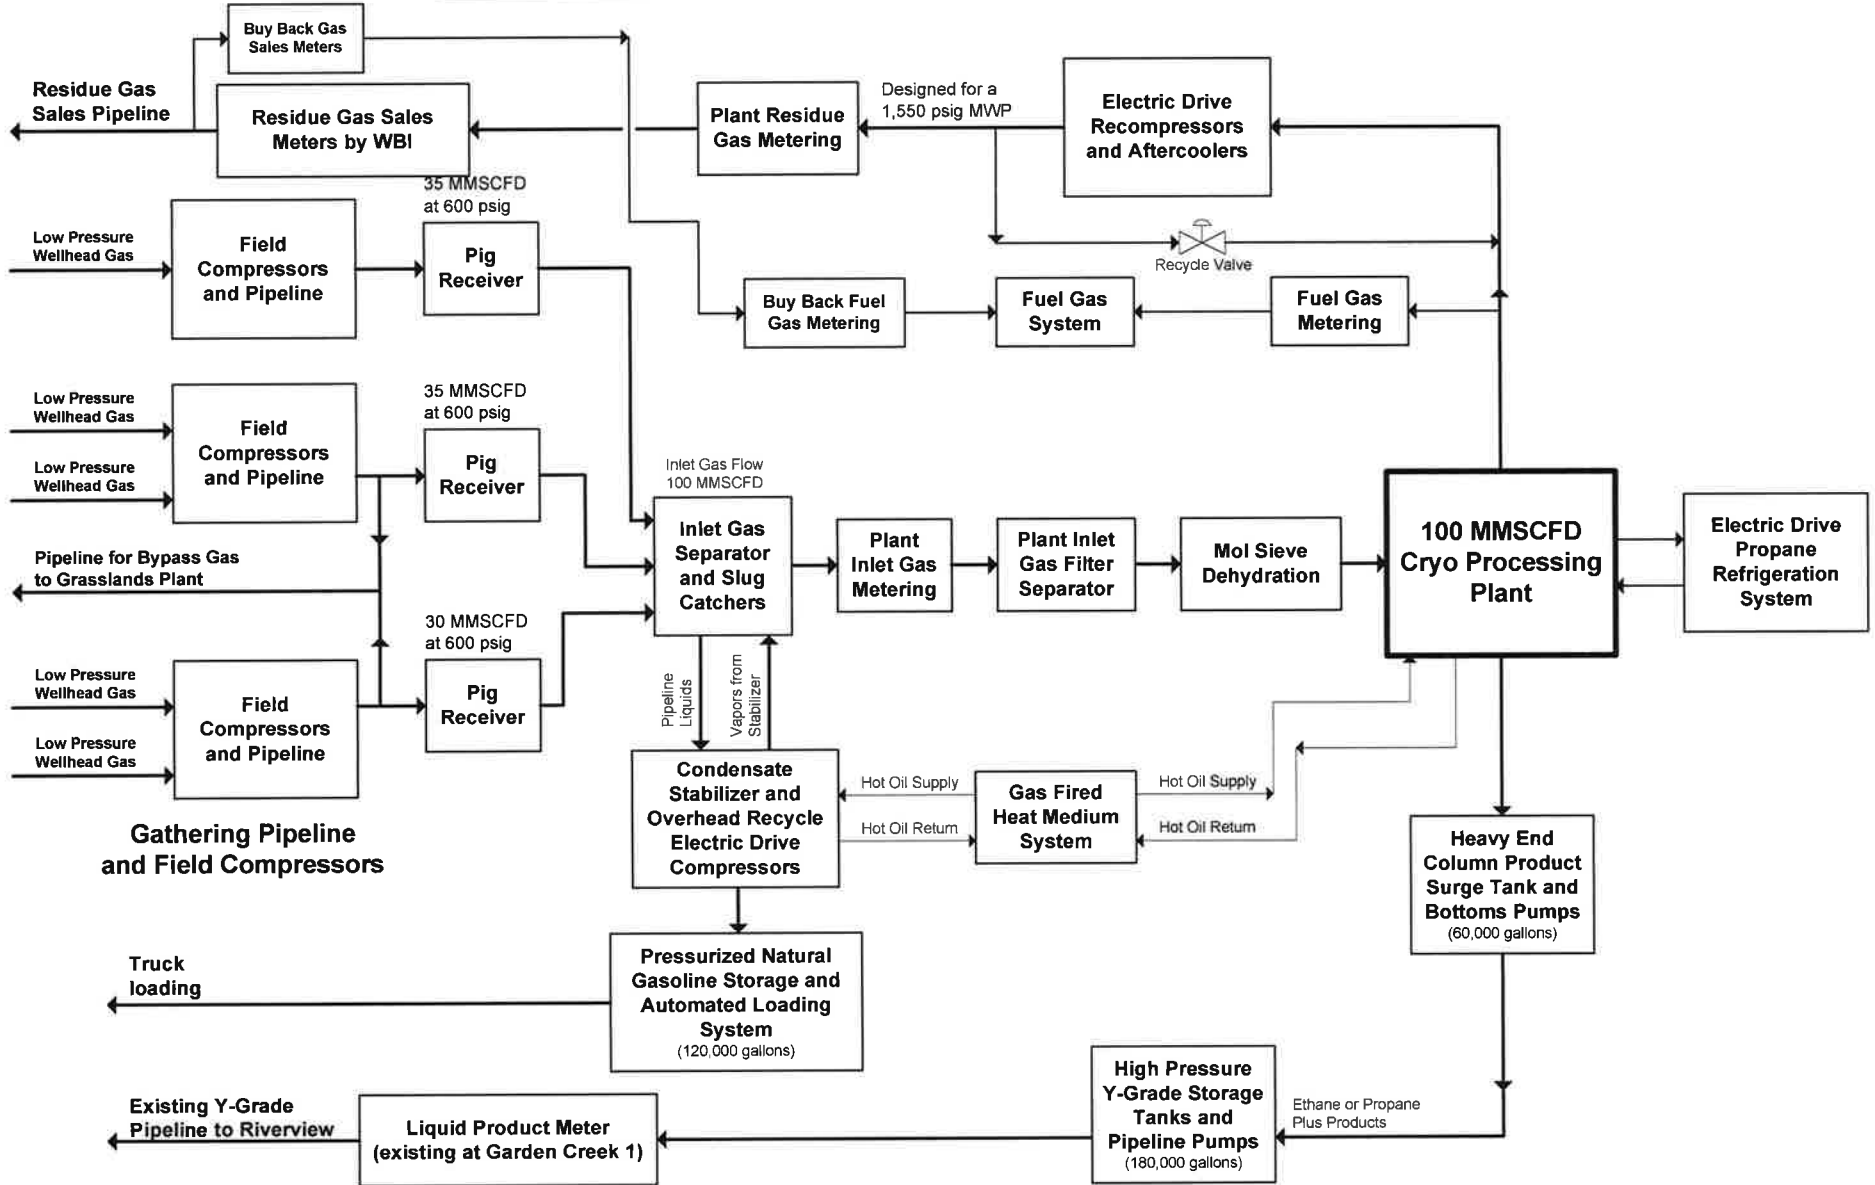 Buy Back Gas
Sales Meters
Residue Gas
Sales Pipeline
Residue Gas Sales
Meters by WBI
Plant Residue
Gas Metering
Designed for a
1,550 psig MWP
Electric Drive
Recompressors
and Aftercoolers
35 MMSCFD
at 600 psig
Low Pressure
Wellhead Gas
Field
Compressors
and Pipeline
Pig
Receiver
Recycle Valve
Buy Back Fuel
Gas Metering
Fuel Gas
System
Fuel Gas
Metering
35 MMSCFD
at 600 psig
Low Pressure
Wellhead Gas
Low Pressure
Wellhead Gas
Field
Compressors
and Pipeline
Pig
Receiver
Inlet Gas Flow
100 MMSCFD
Inlet Gas
Separator
and Slug
Catchers
Plant
Inlet Gas
Metering
Plant Inlet
Gas Filter
Separator
Mol Sieve
Dehydration
100 MMSCFD
Cryo Processing
Plant
Electric Drive
Propane
Refrigeration
System
Pipeline for Bypass Gas
to Grasslands Plant
30 MMSCFD
at 600 psig
Low Pressure
Wellhead Gas
Low Pressure
Wellhead Gas
Field
Compressors
and Pipeline
Pig
Receiver
Pipeline
Liquids
Vapors from
Stabilizer
Gathering Pipeline
and Field Compressors
Condensate
Stabilizer and
Overhead Recycle
Electric Drive
Compressors
Hot Oil Supply
Hot Oil Return
Gas Fired
Heat Medium
System
Hot Oil Supply
Hot Oil Return
Heavy End
Column Product
Surge Tank and
Bottoms Pumps
(60,000 gallons)
Truck
loading
Pressurized Natural
Gasoline Storage and
Automated Loading
System
(120,000 gallons)
Existing Y-Grade
Pipeline to Riverview
Liquid Product Meter
(existing at Garden Creek 1)
High Pressure
Y-Grade Storage
Tanks and
Pipeline Pumps
(180,000 gallons)
Ethane or Propane
Plus Products